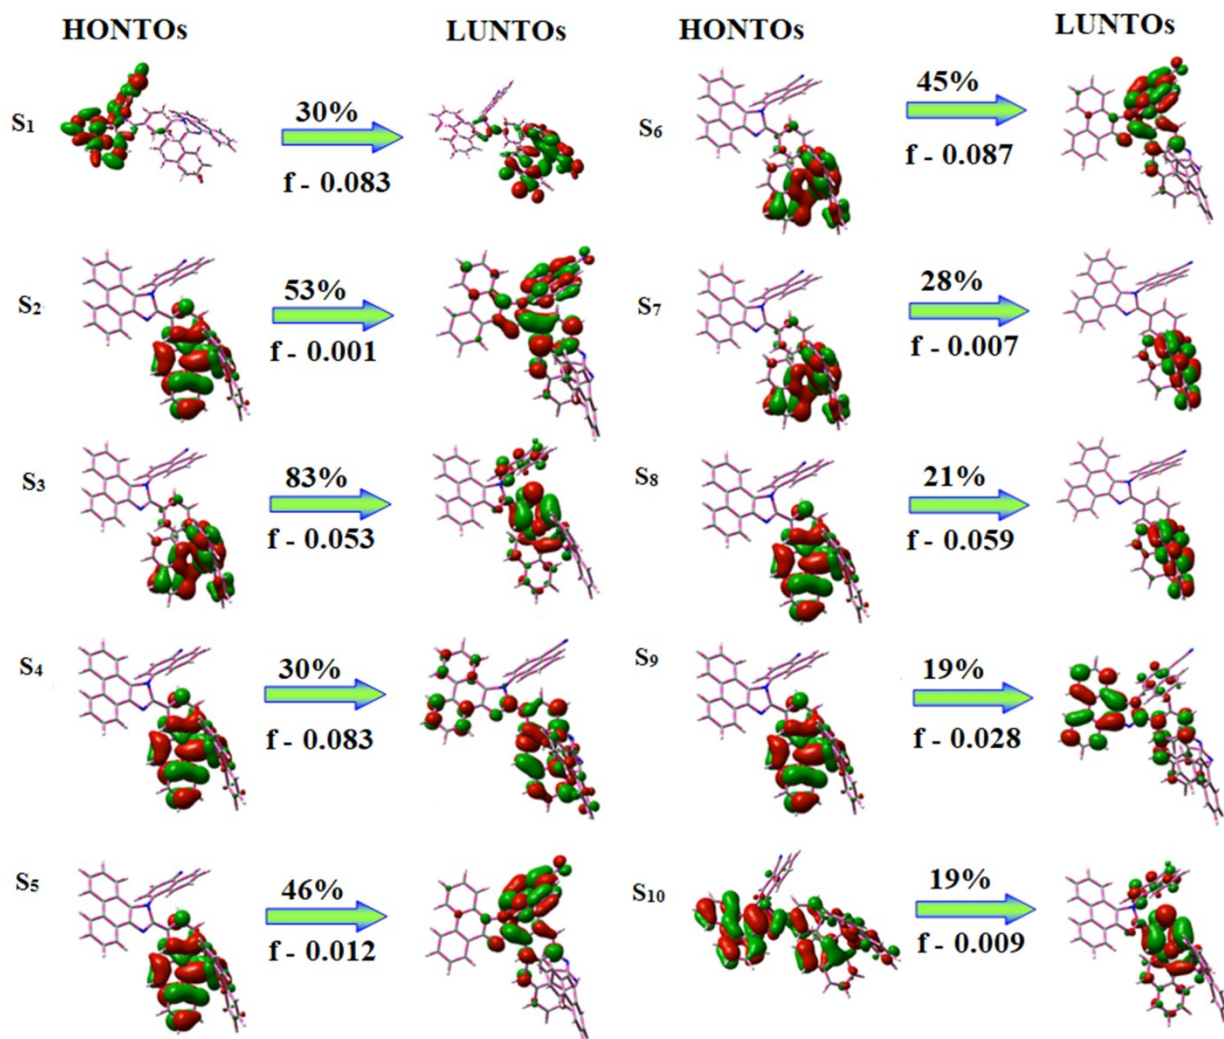 HONTOs LUNTOs HONTOs LUNTOs
S1
30%
f - 0.083
S2
53%
f - 0.001
S3
83%
f - 0.053
S4
30%
f - 0.083
S5
46%
f - 0.012
S6
45%
f - 0.087
S7
28%
f - 0.007
S8
21%
f - 0.059
S9
19%
f - 0.028
S10
19%
f - 0.009